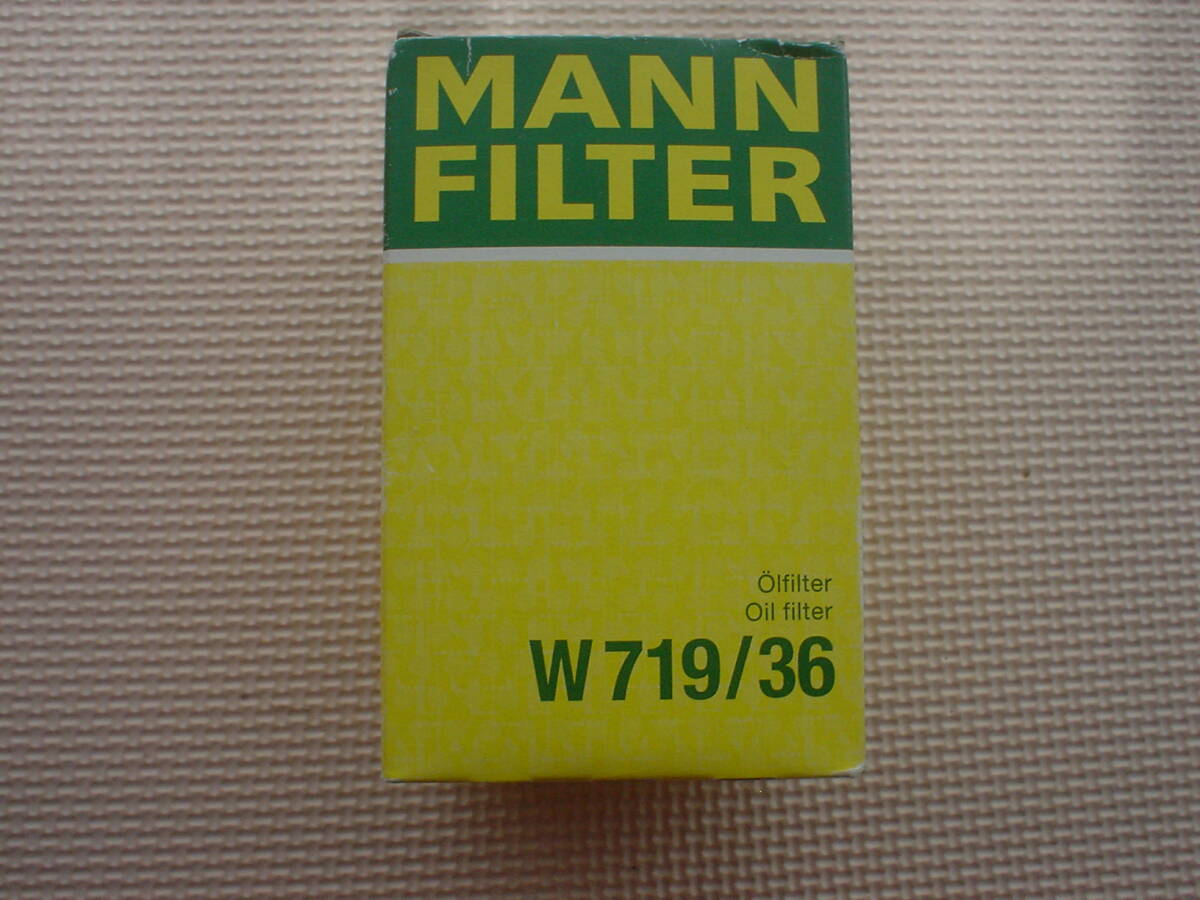 MANN
FILTER
Ölfilter
Oil filter
W 719/36